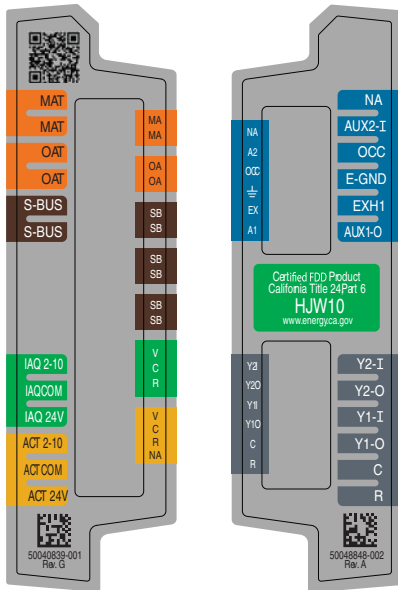 MAT
MAT
OAT
OAT
S-BUS
S-BUS
IAQ 2-10
IAQCOM
IAQ 24V
ACT 2-10
ACTCOM
ACT 24V
50040839-001
Rev. G
MA
MA
OA
OA
SB
SB
SB
SB
SB
SB
V
C
R
V
C
R
NA
NA
A2
OCC
EX
A1
NA
AUX2-I
OCC
E-GND
EXH1
AUX1-O
Certified FDD Product
California Title 24Part 6
HJW10
www.energy.ca.gov
Y2I
Y2O
Y1I
Y1O
C
R
Y2-I
Y2-O
Y1-I
Y1-O
C
R
50048848-002
Rev. A